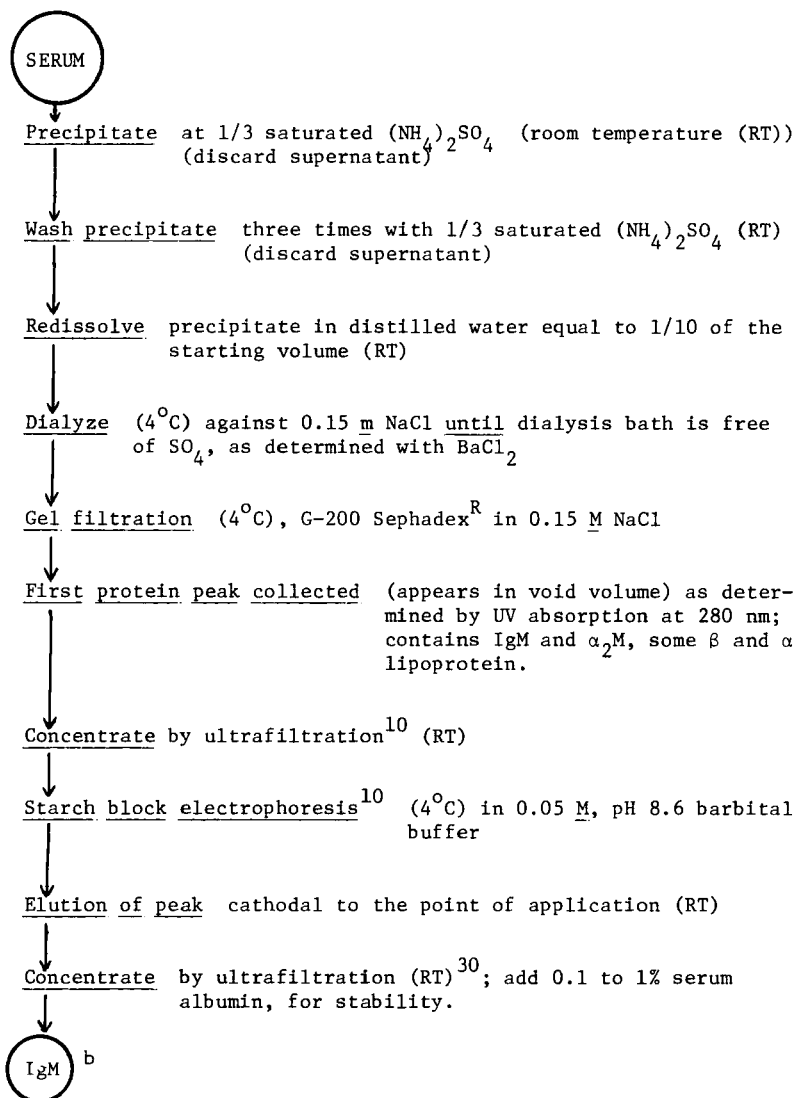 SERUM
Precipitate at 1/3 saturated (NH4)2SO4 (room temperature (RT))
(discard supernatant)
Wash precipitate three times with 1/3 saturated (NH4)2SO4 (RT)
(discard supernatant)
Redissolve precipitate in distilled water equal to 1/10 of the
starting volume (RT)
Dialyze (4°C) against 0.15 m NaCl until dialysis bath is free
of SO4, as determined with BaCl2
Gel filtration (4°C), G-200 Sephadex^R in 0.15 M NaCl
First protein peak collected (appears in void volume) as deter-
mined by UV absorption at 280 nm;
contains IgM and α2M, some β and α
lipoprotein.
Concentrate by ultrafiltration^10 (RT)
Starch block electrophoresis^10 (4°C) in 0.05 M, pH 8.6 barbital
buffer
Elution of peak cathodal to the point of application (RT)
Concentrate by ultrafiltration (RT)^30; add 0.1 to 1% serum
albumin, for stability.
IgM b